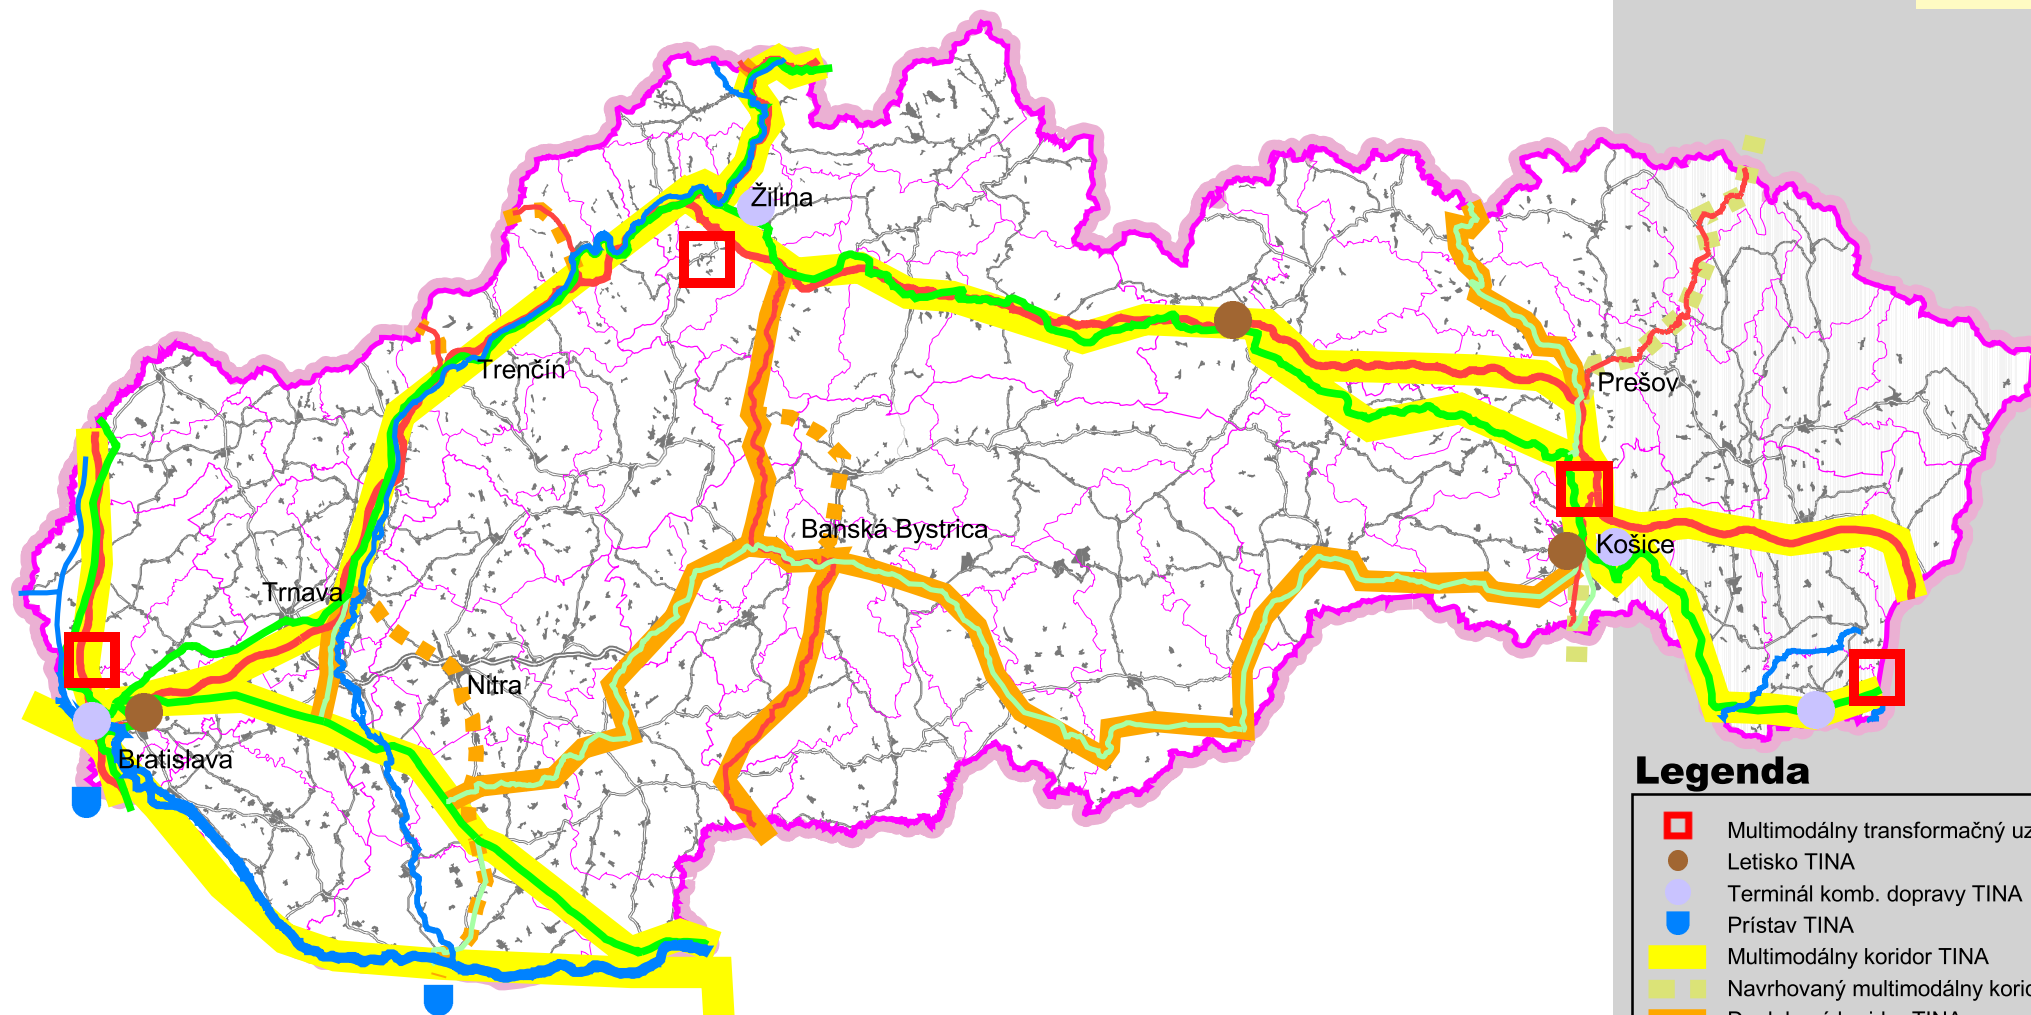 Žilina
Trenčín
Prešov
Banská Bystrica
Košice
Trnava
Nitra
Bratislava
Legenda
Multimodálny transformačný uz
Letisko TINA
Terminál komb. dopravy TINA
Prístav TINA
Multimodálny koridor TINA
Navrhovaný multimodálny korid